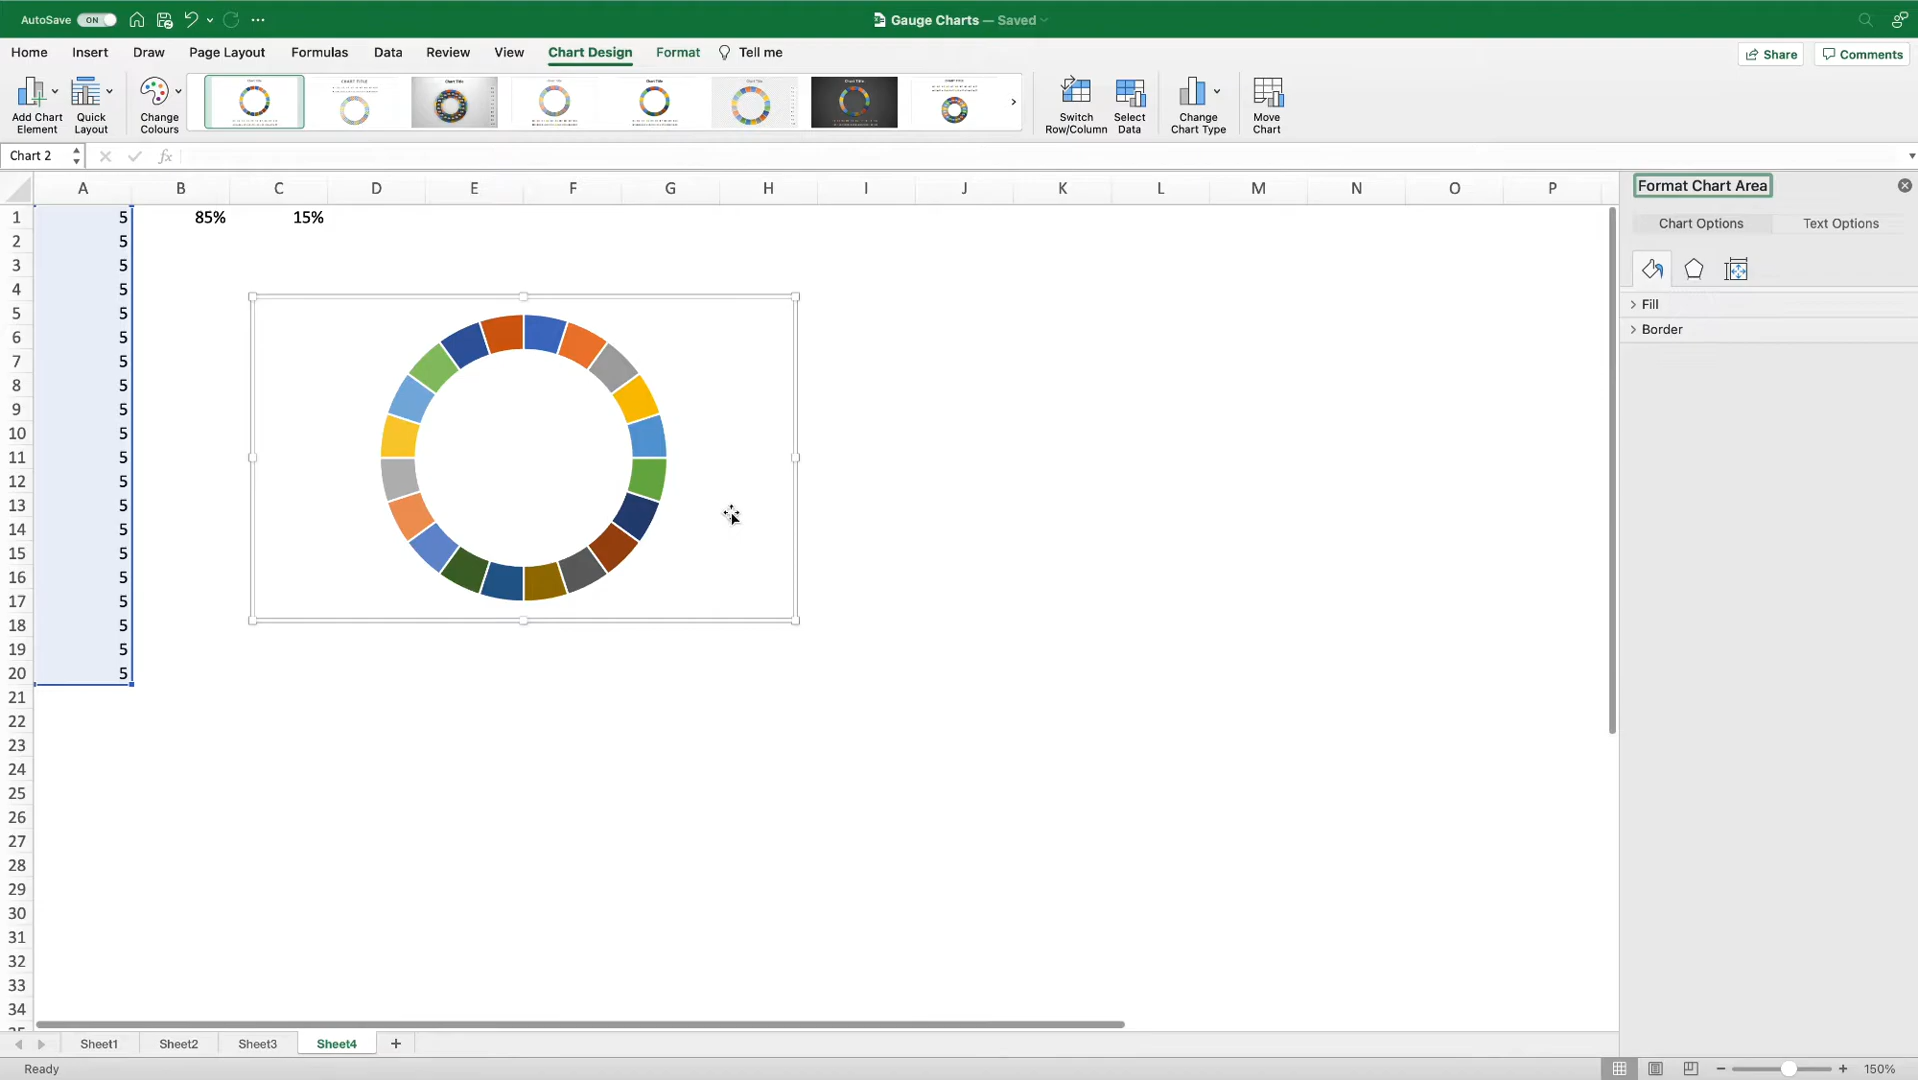 AutoSave ON
Gauge Charts — Saved
Home Insert Draw Page Layout Formulas Data Review View Chart Design Format Tell me
Share Comments
Add Chart Element
Quick Layout
Change Colours
Switch Row/Column
Select Data
Change Chart Type
Move Chart
Chart 2
fx
A B C D E F G H I J K L M N O P
1 5 85% 15%
2 5
3 5
4 5
5 5
6 5
7 5
8 5
9 5
10 5
11 5
12 5
13 5
14 5
15 5
16 5
17 5
18 5
19 5
20 5
21
22
23
24
25
26
27
28
29
30
31
32
33
34
Format Chart Area
Chart Options Text Options
Fill
Border
Sheet1 Sheet2 Sheet3 Sheet4
Ready
150%